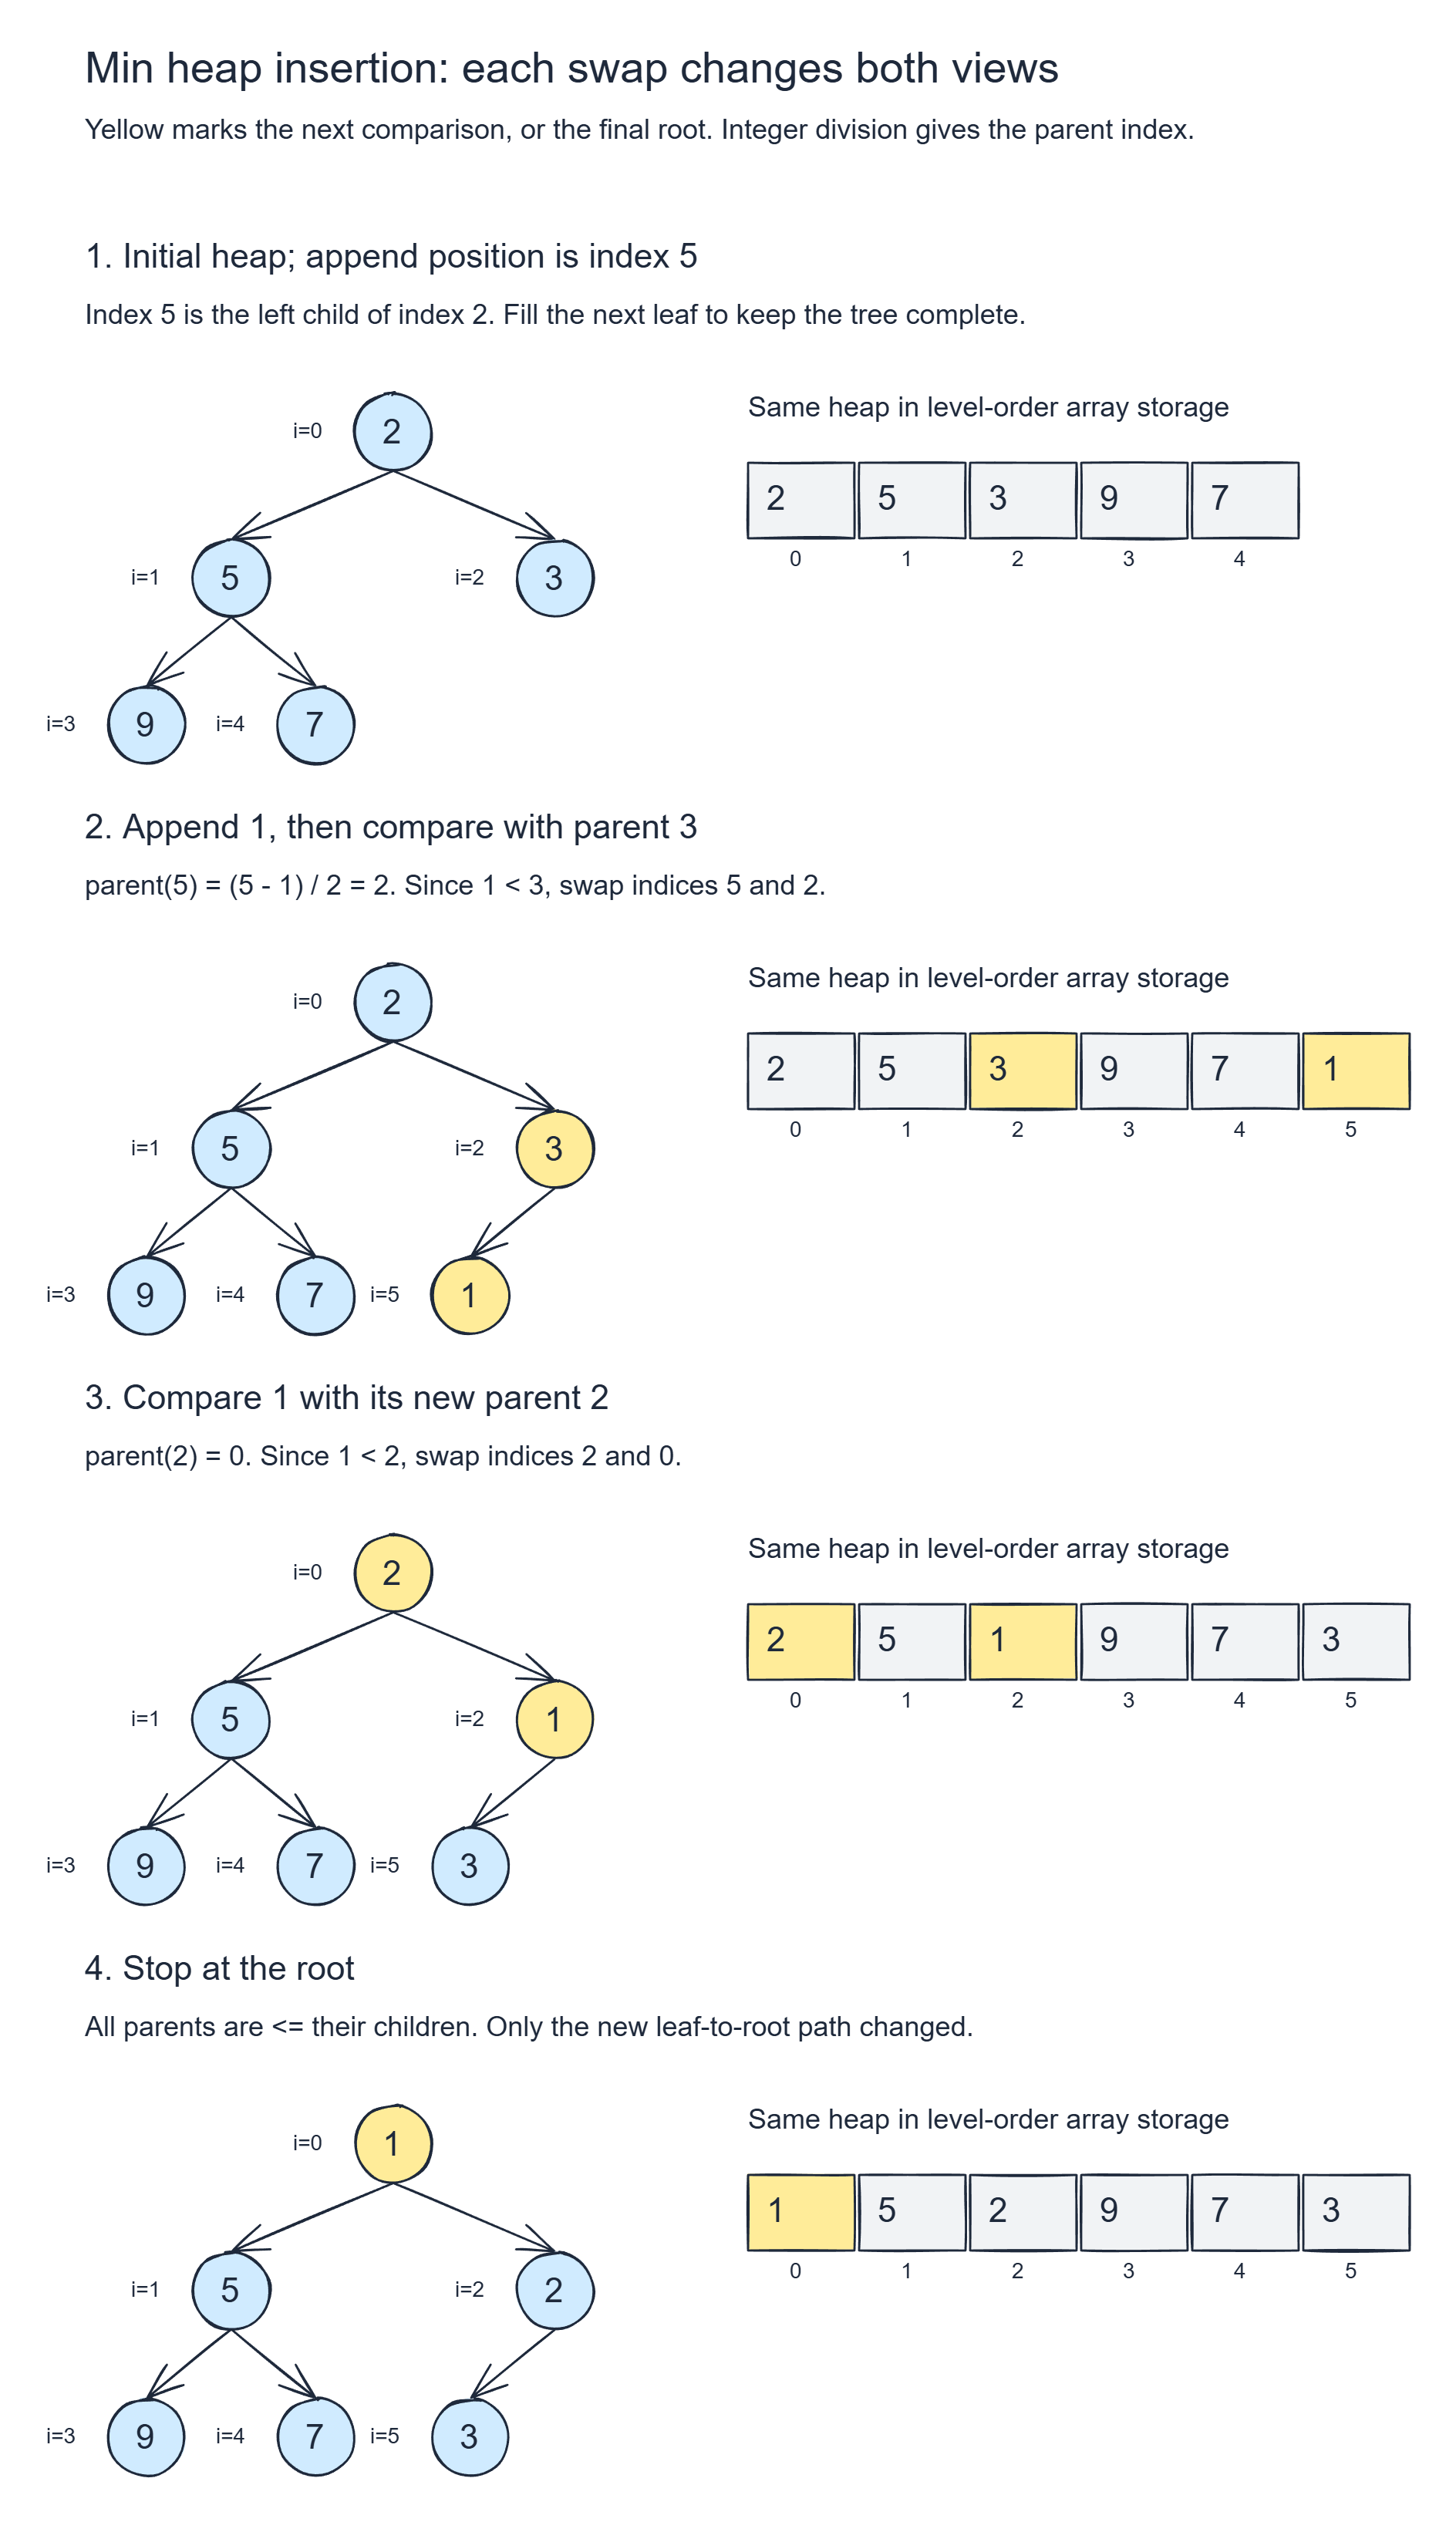 Min heap insertion: each swap changes both views
Yellow marks the next comparison, or the final root. Integer division gives the parent index.
1. Initial heap; append position is index 5
Index 5 is the left child of index 2. Fill the next leaf to keep the tree complete.
i=0 2
i=1 5 i=2 3
i=3 9 i=4 7
Same heap in level-order array storage
2 5 3 9 7
0 1 2 3 4
2. Append 1, then compare with parent 3
parent(5) = (5 - 1) / 2 = 2. Since 1 < 3, swap indices 5 and 2.
i=0 2
i=1 5 i=2 3
i=3 9 i=4 7 i=5 1
Same heap in level-order array storage
2 5 3 9 7 1
0 1 2 3 4 5
3. Compare 1 with its new parent 2
parent(2) = 0. Since 1 < 2, swap indices 2 and 0.
i=0 2
i=1 5 i=2 1
i=3 9 i=4 7 i=5 3
Same heap in level-order array storage
2 5 1 9 7 3
0 1 2 3 4 5
4. Stop at the root
All parents are <= their children. Only the new leaf-to-root path changed.
i=0 1
i=1 5 i=2 2
i=3 9 i=4 7 i=5 3
Same heap in level-order array storage
1 5 2 9 7 3
0 1 2 3 4 5